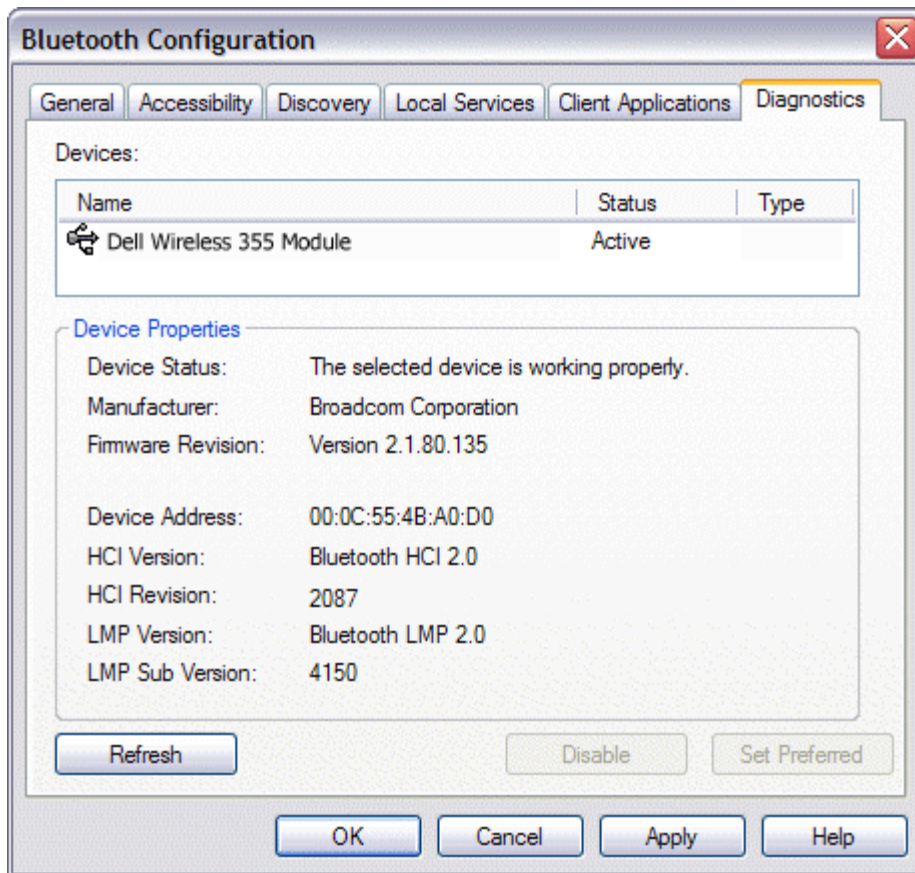 Bluetooth Configuration
General Accessibility Discovery Local Services Client Applications Diagnostics
Devices:
Name Status Type
Dell Wireless 355 Module Active
Device Properties
Device Status: The selected device is working properly.
Manufacturer: Broadcom Corporation
Firmware Revision: Version 2.1.80.135
Device Address: 00:0C:55:4B:A0:D0
HCI Version: Bluetooth HCI 2.0
HCI Revision: 2087
LMP Version: Bluetooth LMP 2.0
LMP Sub Version: 4150
Refresh Disable Set Preferred
OK Cancel Apply Help